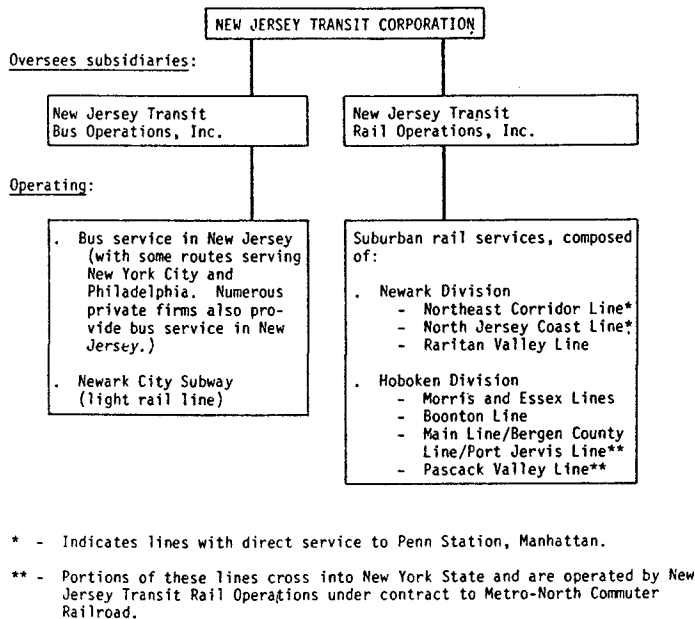 NEW JERSEY TRANSIT CORPORATION
Oversees subsidiaries:
New Jersey Transit
Bus Operations, Inc.
New Jersey Transit
Rail Operations, Inc.
Operating:
. Bus service in New Jersey
(with some routes serving
New York City and
Philadelphia. Numerous
private firms also pro-
vide bus service in New
Jersey.)
. Newark City Subway
(light rail line)
Suburban rail services, composed
of:
. Newark Division
- Northeast Corridor Line*
- North Jersey Coast Line*
- Raritan Valley Line
. Hoboken Division
- Morris and Essex Lines
- Boonton Line
- Main Line/Bergen County
Line/Port Jervis Line**
- Pascack Valley Line**
* - Indicates lines with direct service to Penn Station, Manhattan.
** - Portions of these lines cross into New York State and are operated by New
Jersey Transit Rail Operations under contract to Metro-North Commuter
Railroad.